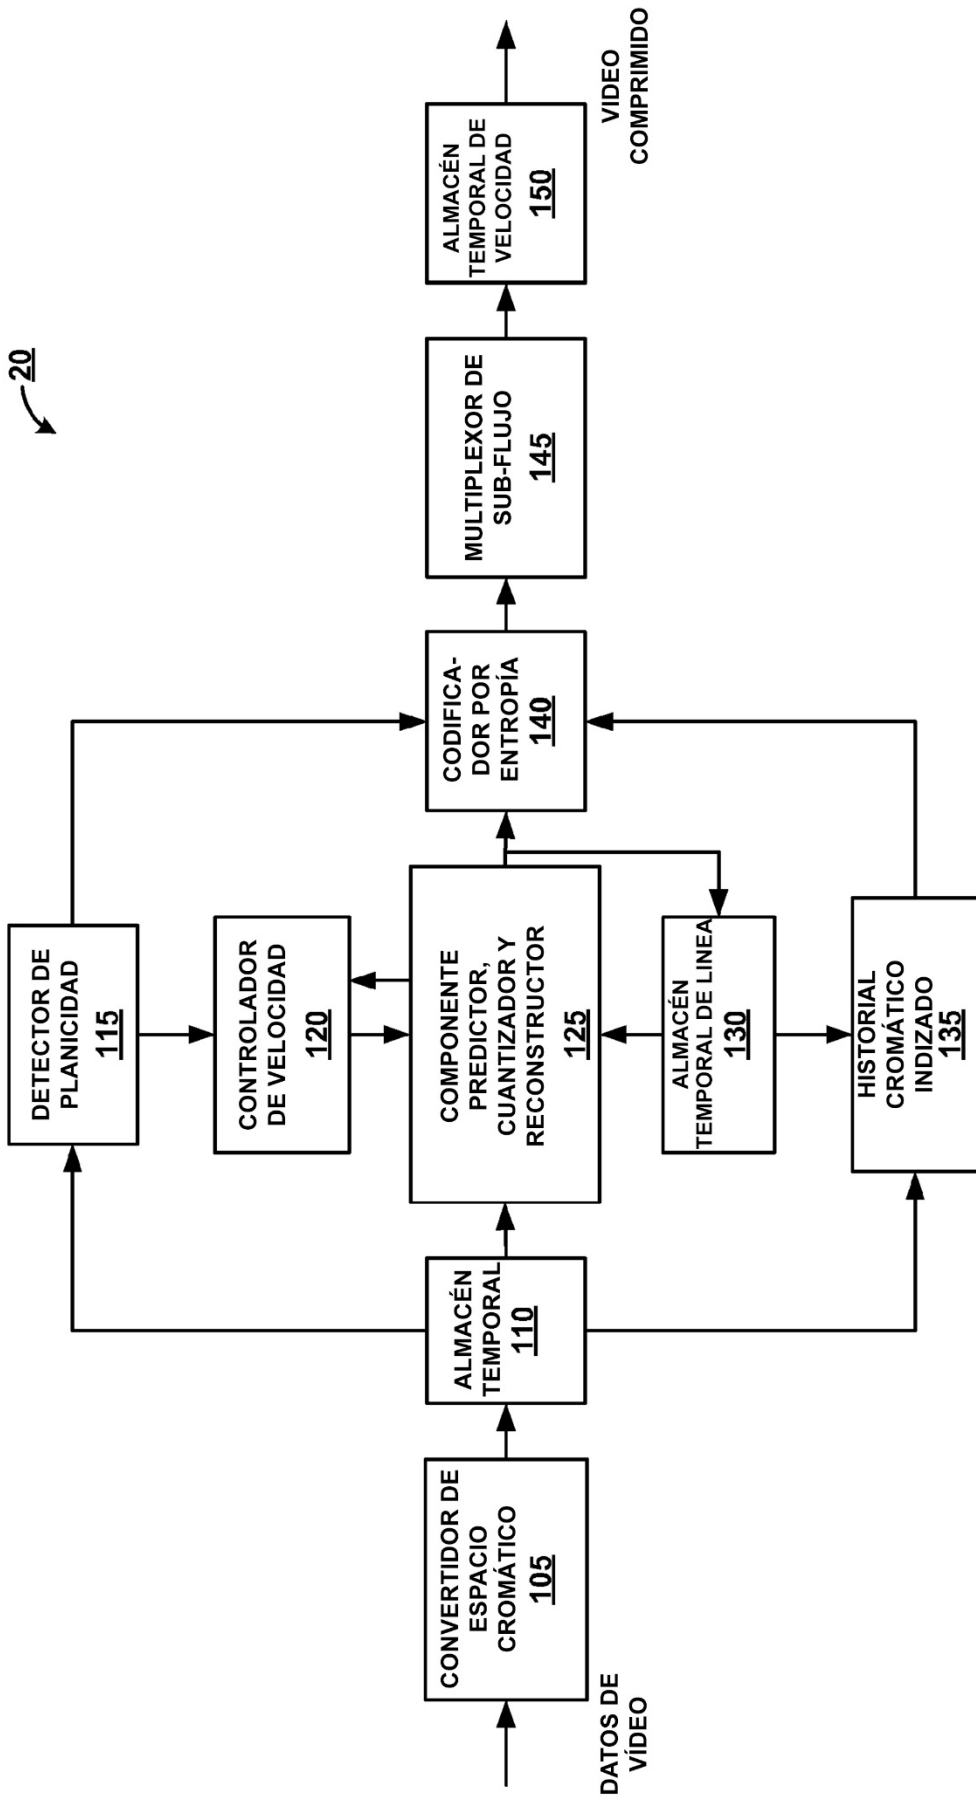 20
DATOS DE
VÍDEO
CONVERTIDOR DE
ESPACIO
CROMÁTICO
105
ALMACÉN
TEMPORAL
110
DETECTOR DE
PLANICIDAD
115
CONTROLADOR
DE VELOCIDAD
120
COMPONENTE
PREDICTOR,
CUANTIZADOR Y
RECONSTRUCTOR
125
ALMACÉN
TEMPORAL DE LINEA
130
HISTORIAL
CROMÁTICO
INDIZADO
135
CODIFICA-
DOR POR
ENTROPÍA
140
MULTIPLEXOR DE
SUB-FLUJO
145
ALMACÉN
TEMPORAL DE
VELOCIDAD
150
VIDEO
COMPRIMIDO